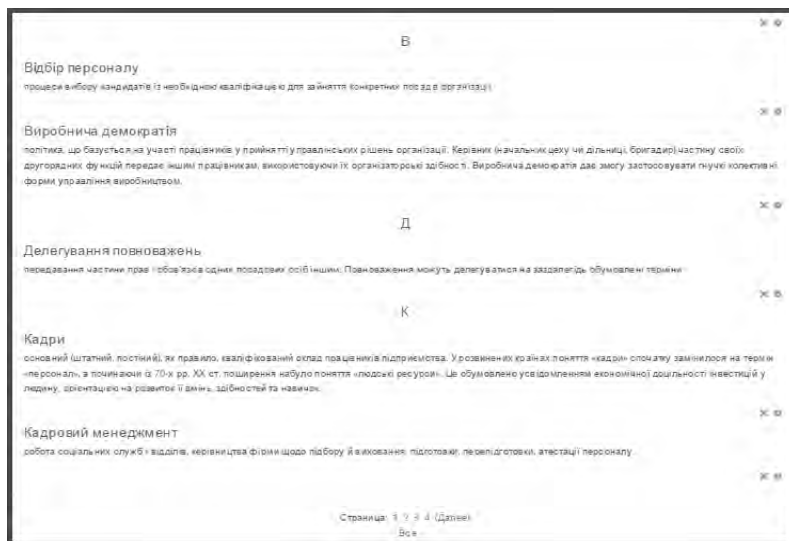 В
Відбір персоналу
процеси вибору кандидатів із необхідною кваліфікацією для зайняття конкретних посад в організації
Виробнича демократія
політика, що базується на участі працівників у прийнятті управлінських рішень організації. Керівник (начальник цеху чи дільниці, бригадир) частину своїх
другорядних функцій передає іншим працівникам, використовуючи їх організаторські здібності. Виробнича демократія дає змогу застосовувати гнучкі колективні
форми управління виробництвом.
Д
Делегування повноважень
передавання частини прав і обов'язків одних посадових осіб іншим. Повноваження можуть делегуватися на заздалегідь обумовлені терміни
К
Кадри
основний (штатний, постіний), як правило, кваліфікований склад працівників підприємства. У розвинених країнах поняття «кадри» спочатку замінилося на термін
«персонал», а починаючи із 70-х рр. ХХ ст. поширення набуло поняття «людські ресурси». Це обумовлено усвідомленням економічної доцільності інвестицій у
людину, орієнтацією на розвиток її вмінь, здібностей та навичок.
Кадровий менеджмент
робота соціальних служб і відділів, керівництва фірми щодо підбору й виховання, підготовки, перепідготовки, атестації персоналу
Страница: 1 2 3 4 (Далее)
Все